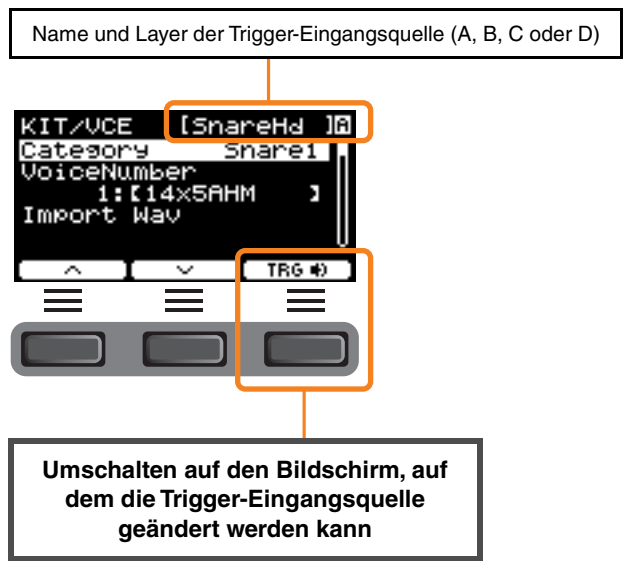 Name und Layer der Trigger-Eingangsquelle (A, B, C oder D)
KIT/VCE [SnareHd ]A
Category Snare1
VoiceNumber
1:[14x5AHM ]
Import Wav
TRG
Umschalten auf den Bildschirm, auf
dem die Trigger-Eingangsquelle
geändert werden kann